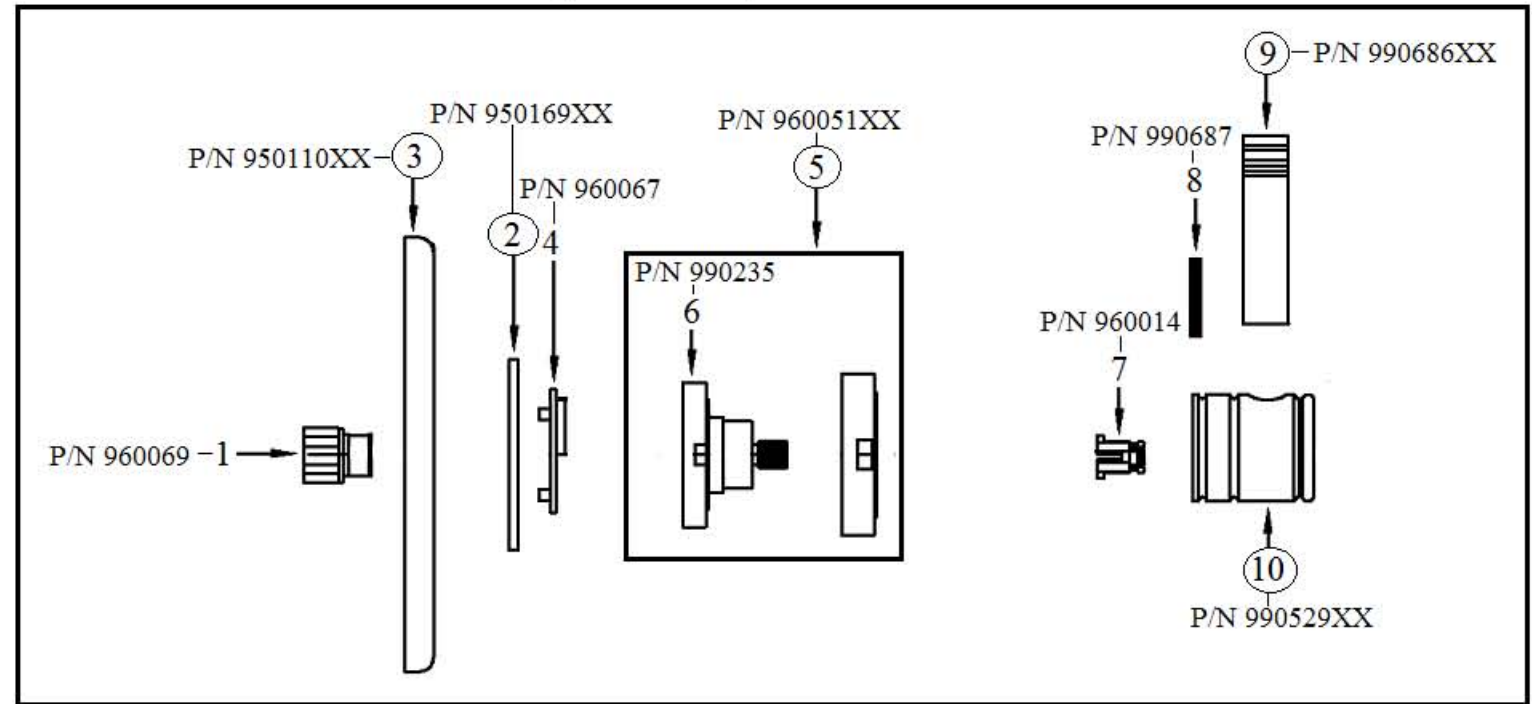 9 P/N 990686XX
P/N 950169XX
P/N 960051XX
P/N 990687
P/N 950110XX 3
5
8
P/N 960067
2 4
P/N 990235
6
P/N 960014
7
P/N 960069 1
10
P/N 990529XX